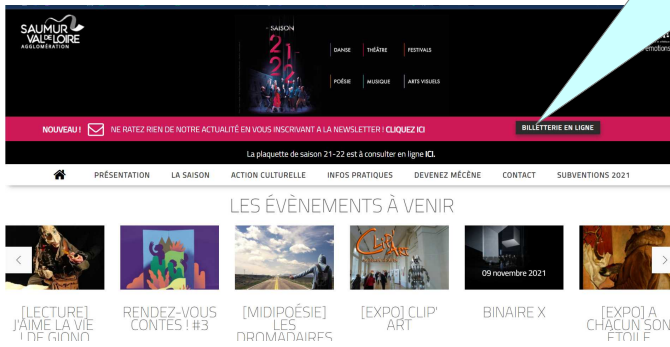 SAUMUR
VAL DE LOIRE
AGGLOMÉRATION
SAISON
21
22
DANSE THÉÂTRE FESTIVALS
POÉSIE MUSIQUE ARTS VISUELS
émotions
NOUVEAU ! NE RATEZ RIEN DE NOTRE ACTUALITÉ EN VOUS INSCRIVANT A LA NEWSLETTER ! CLIQUEZ ICI
BILLETTERIE EN LIGNE
La plaquette de saison 21-22 est à consulter en ligne ICI.
PRÉSENTATION LA SAISON ACTION CULTURELLE INFOS PRATIQUES DEVENEZ MÉCÈNE CONTACT SUBVENTIONS 2021
LES ÉVÈNEMENTS À VENIR
CLIP' ART
09 novembre 2021
[LECTURE]
J'AIME LA VIE
! DE GIONO
RENDEZ-VOUS
CONTES ! #3
[MIDIPOÉSIE]
LES
DROMADAIRES
[EXPO] CLIP'
ART
BINAIRE X
[EXPO] A
CHACUN SON
ETOILE